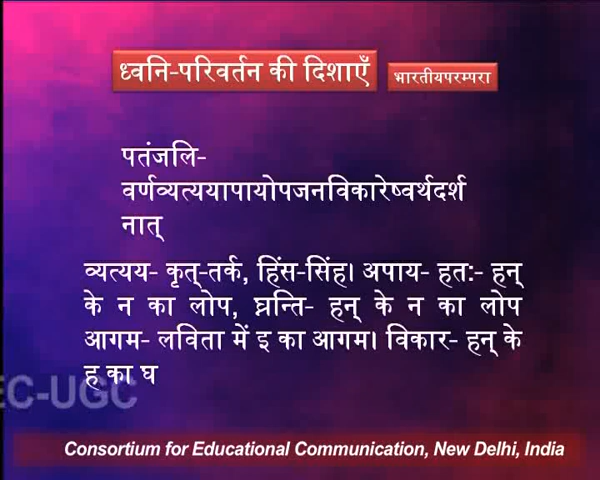 ध्वनि-परिवर्तन की दिशाएँ
भारतीयपरम्परा
पतंजलि-
वर्णव्यत्ययापायोपजनविकारेष्वर्थदर्श
नात्
व्यत्यय- कृत्-तर्क, हिंस-सिंह। अपाय- हतः- हन्
के न का लोप, घ्नन्ति- हन् के न का लोप
आगम- लविता में इ का आगम। विकार- हन् के
ह का घ
EC-UGC
Consortium for Educational Communication, New Delhi, India